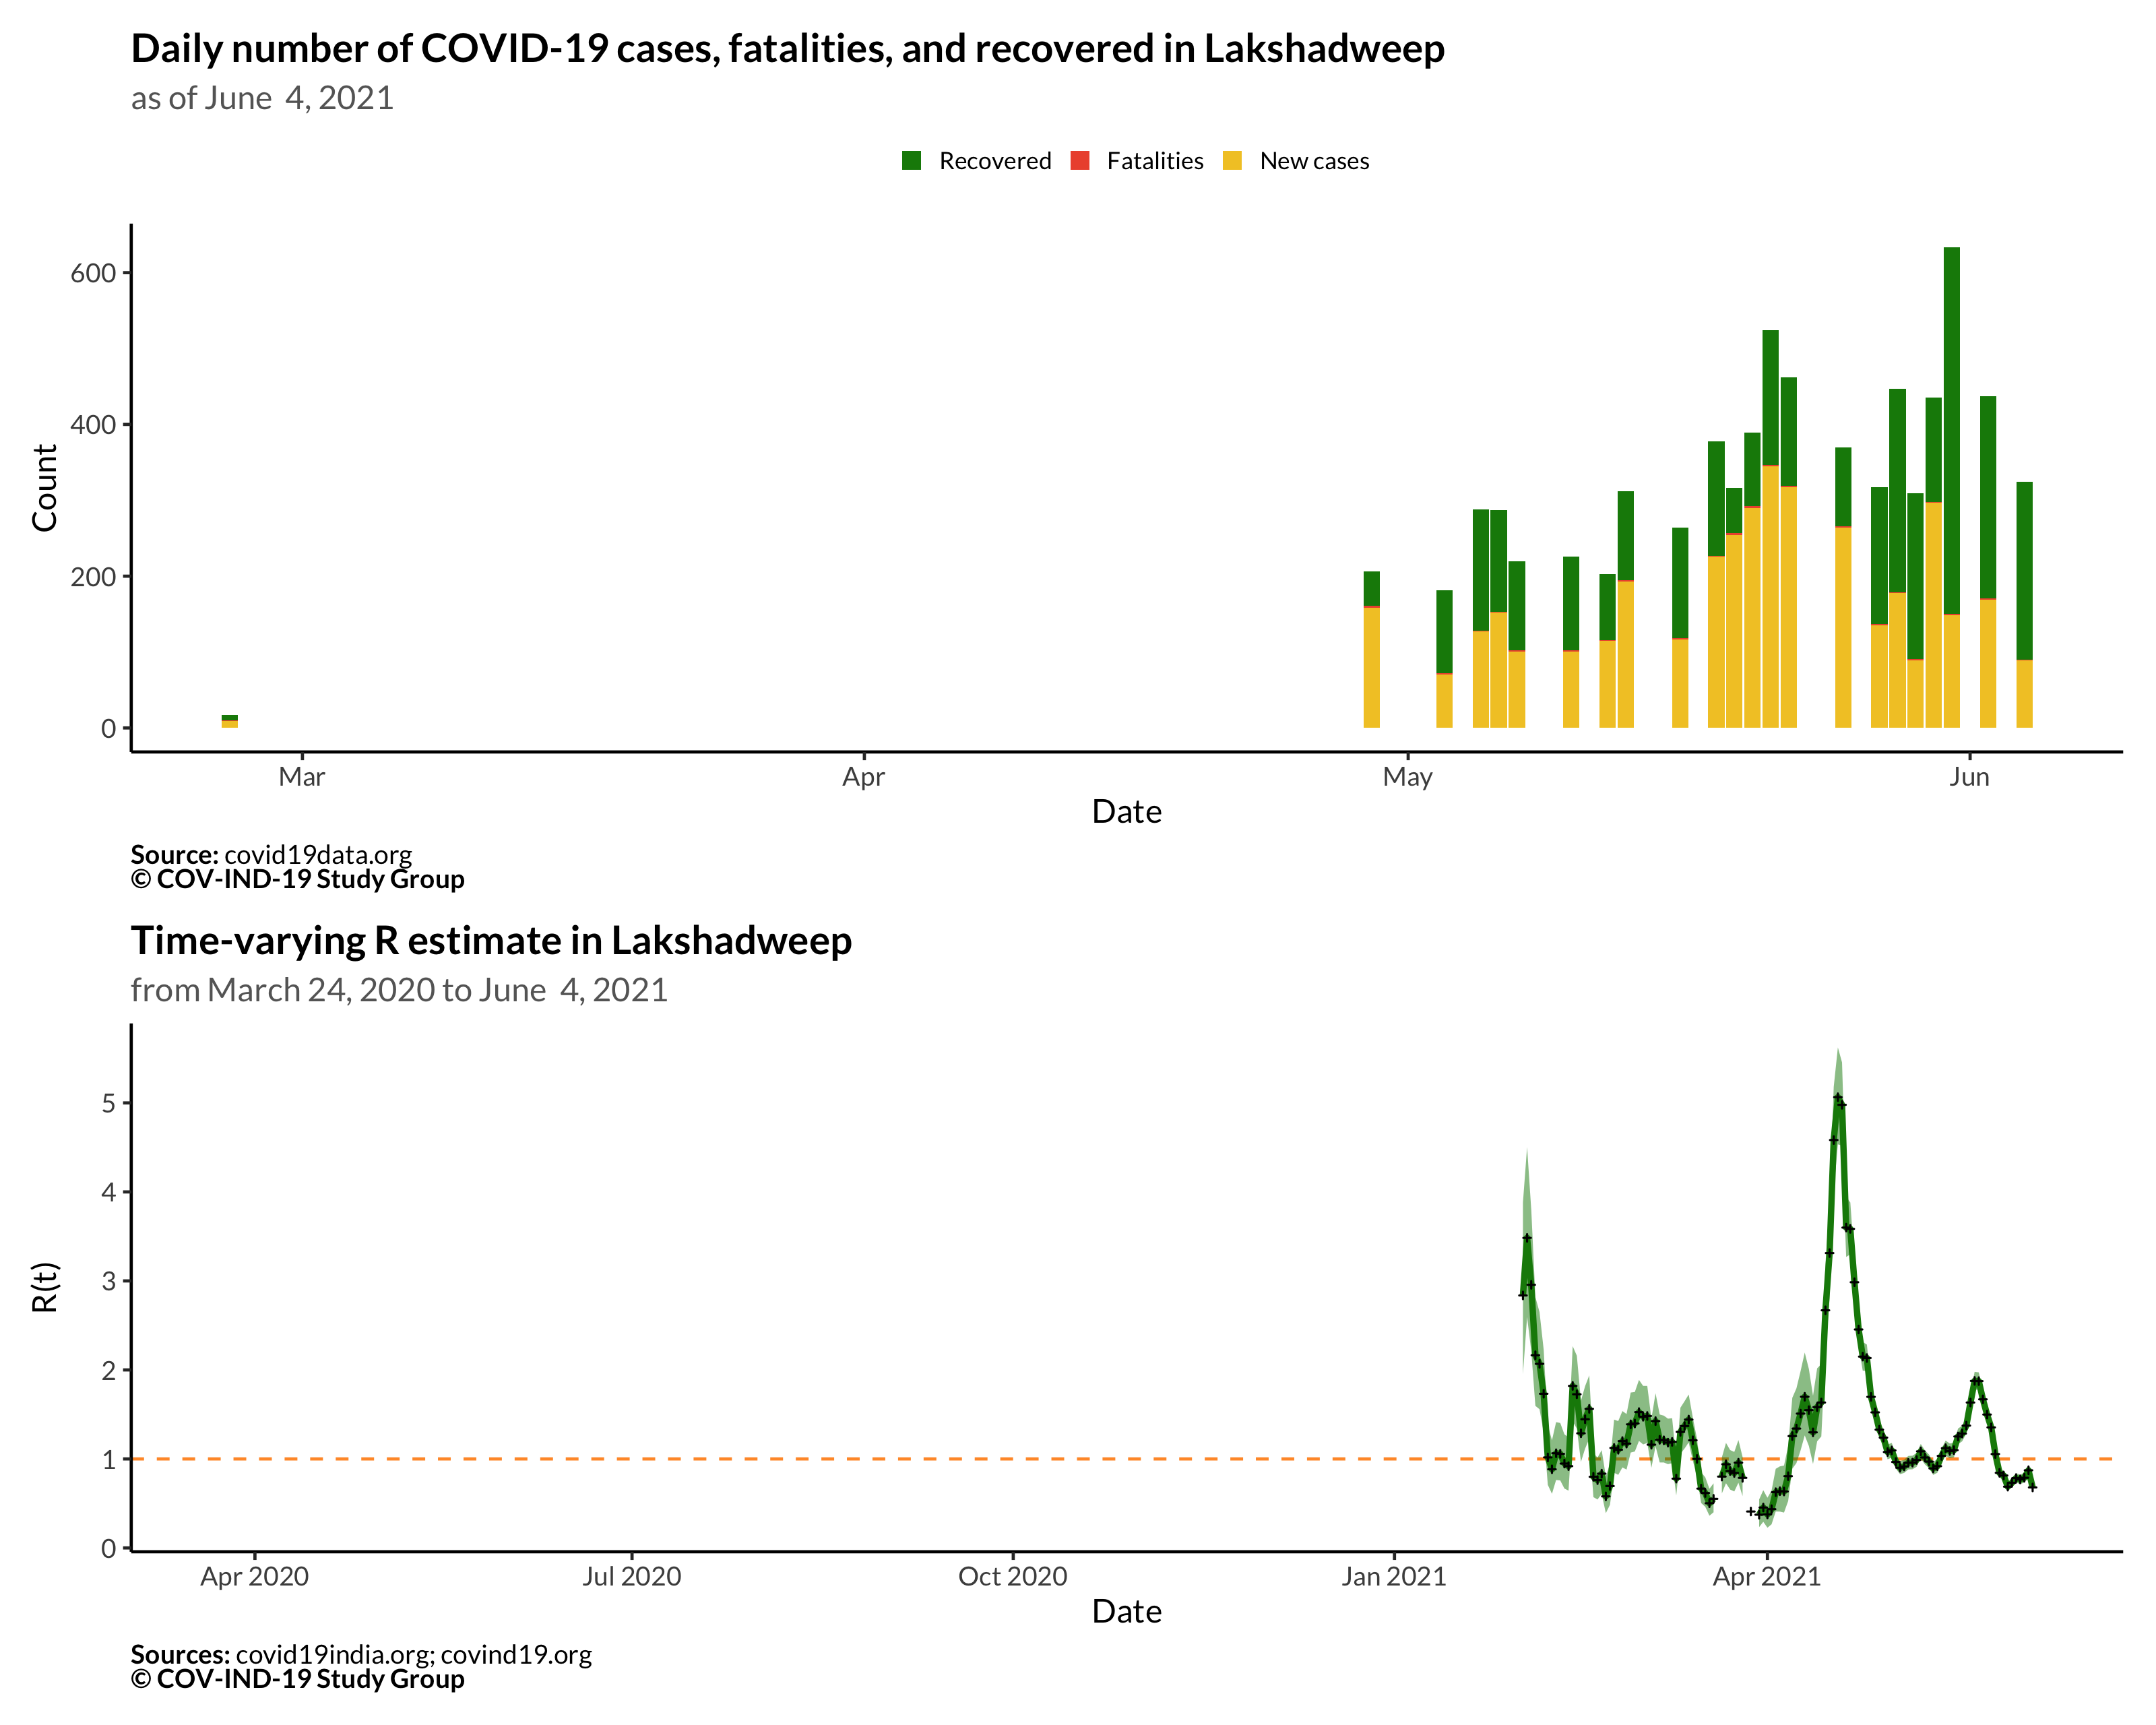 Daily number of COVID-19 cases, fatalities, and recovered in Lakshadweep
as of June  4, 2021
Recovered Fatalities New cases
600
400
200
0
Count
Mar Apr May Jun
Date
Source: covid19data.org
© COV-IND-19 Study Group
Time-varying R estimate in Lakshadweep
from March 24, 2020 to June  4, 2021
5
4
3
2
1
0
R(t)
Apr 2020 Jul 2020 Oct 2020 Jan 2021 Apr 2021
Date
Sources: covid19india.org; covind19.org
© COV-IND-19 Study Group